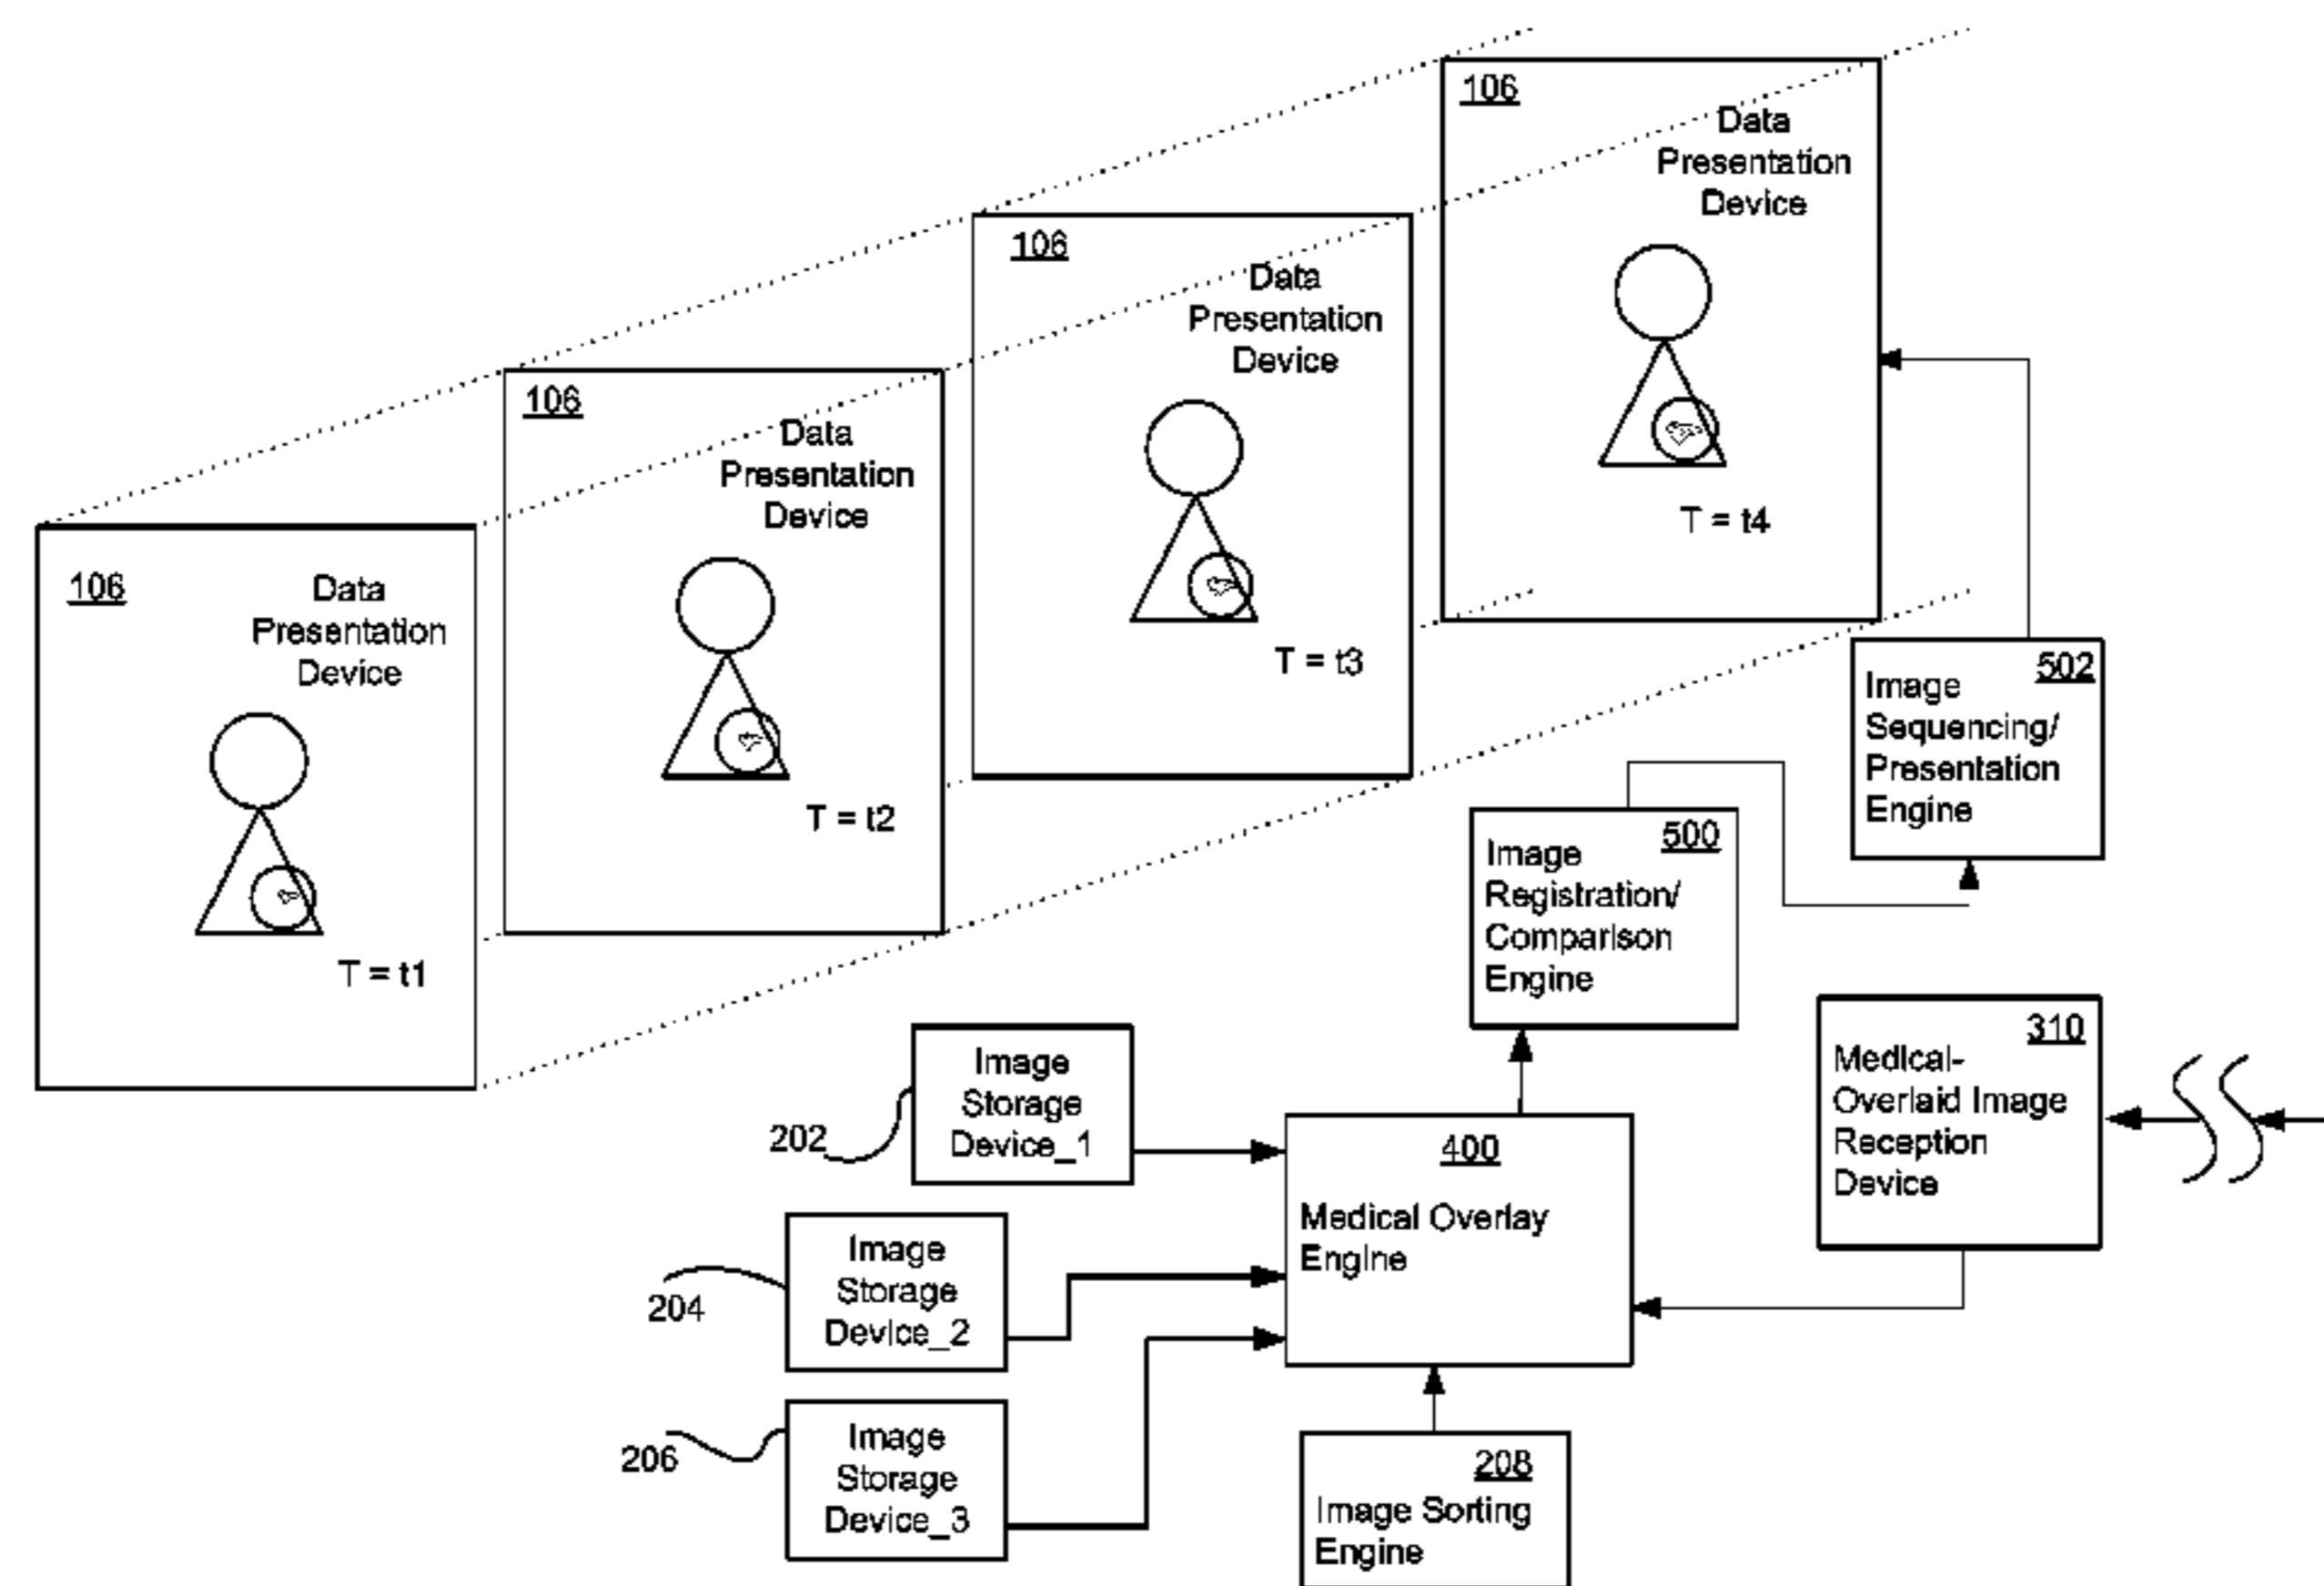 106
Data
Presentation
Device
T = t4
106
Data
Presentation
Device
T = t3
106
Data
Presentation
Device
T = t2
106
Data
Presentation
Device
T = t1
502
Image
Sequencing/
Presentation
Engine
500
Image
Registration/
Comparison
Engine
310
Medical-
Overlaid Image
Reception
Device
Image
Storage
Device_1
202
400
Medical Overlay
Engine
Image
Storage
Device_2
204
Image
Storage
Device_3
206
208
Image Sorting
Engine